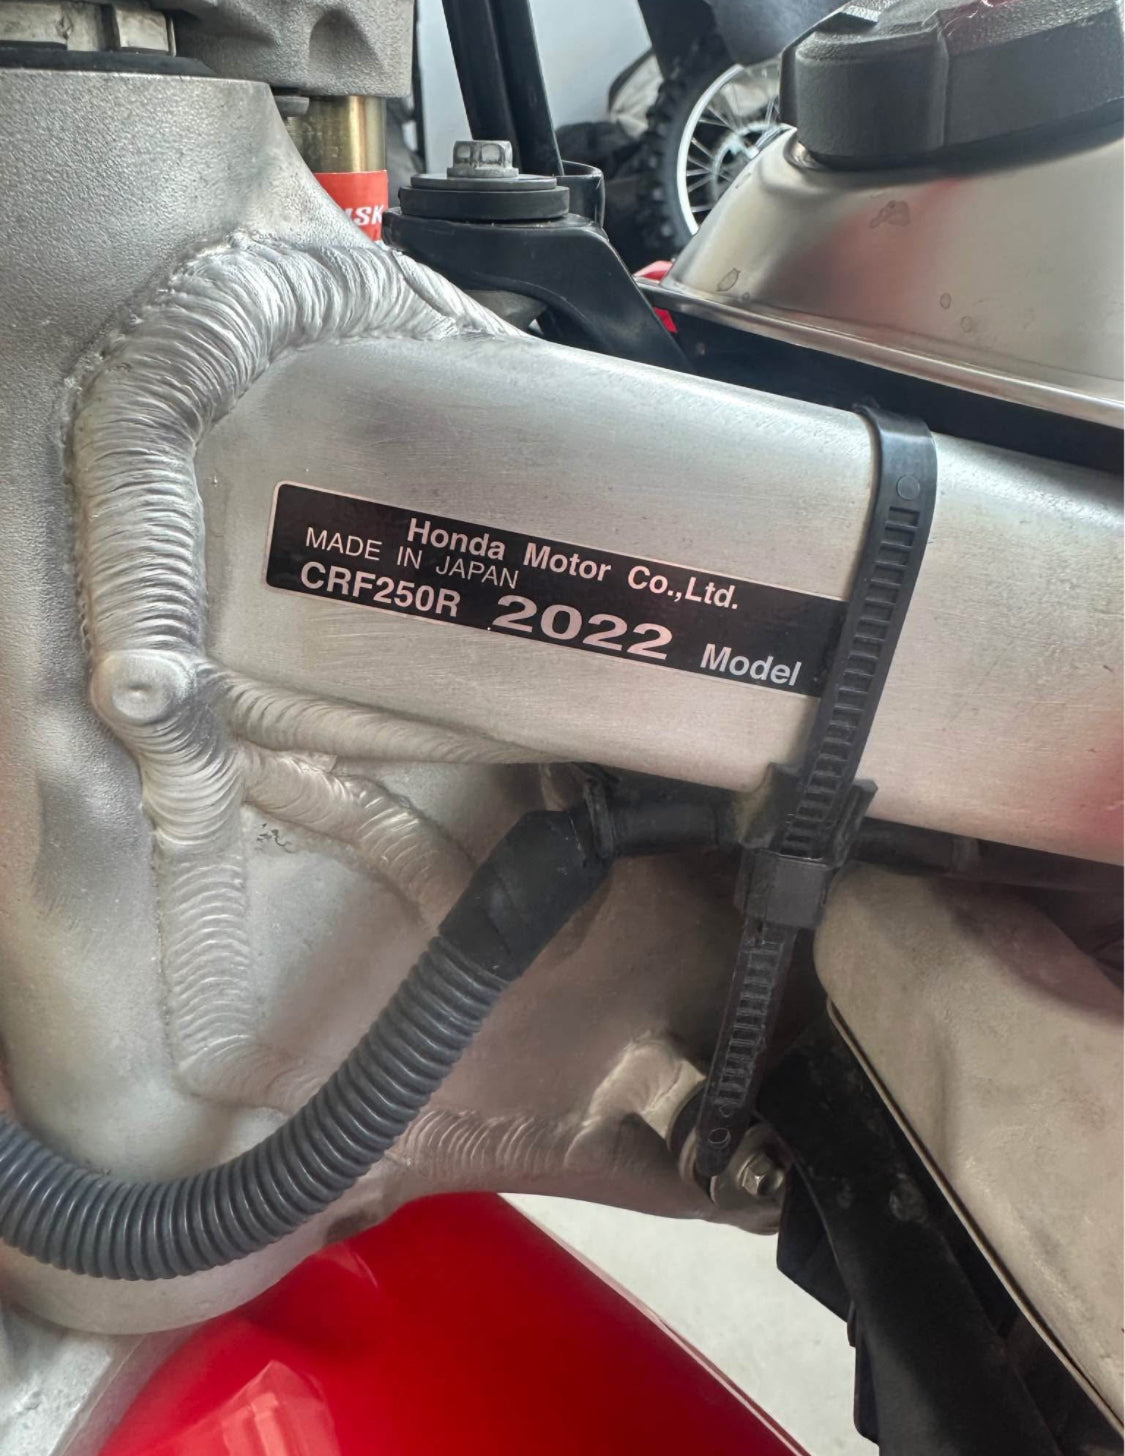 Honda Motor Co.,Ltd.
MADE IN JAPAN
CRF250R 2022 Model